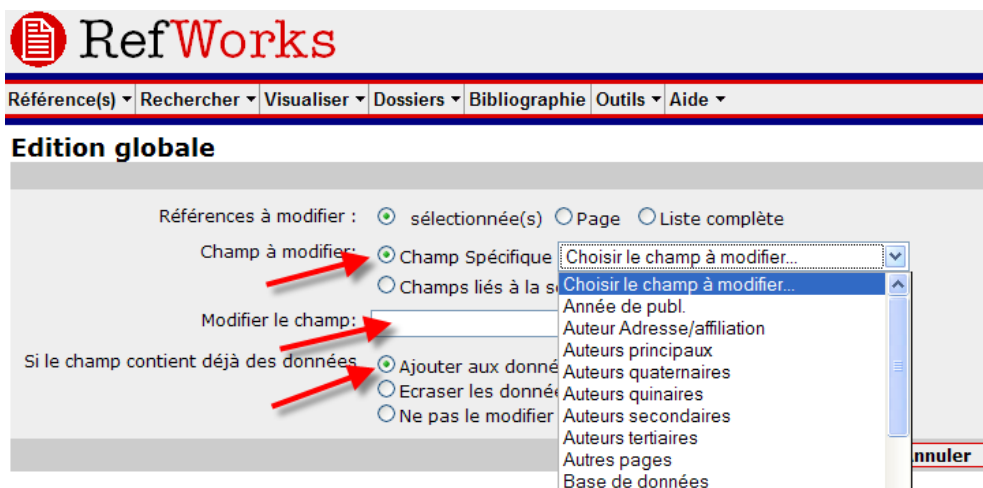 RefWorks
Référence(s) Rechercher Visualiser Dossiers Bibliographie Outils Aide
Edition globale
Références à modifier : sélectionnée(s) Page Liste complète
Champ à modifier: Champ Spécifique Choisir le champ à modifier...
Champs liés à la Choisir le champ à modifier...
Année de publ.
Modifier le champ: Auteur Adresse/affiliation
Auteurs principaux
Si le champ contient déjà des données Ajouter aux Auteurs quaternaires
Ecraser les Auteurs quinaires
Ne pas le modifier Auteurs secondaires
Auteurs tertiaires
Autres pages
Base de données